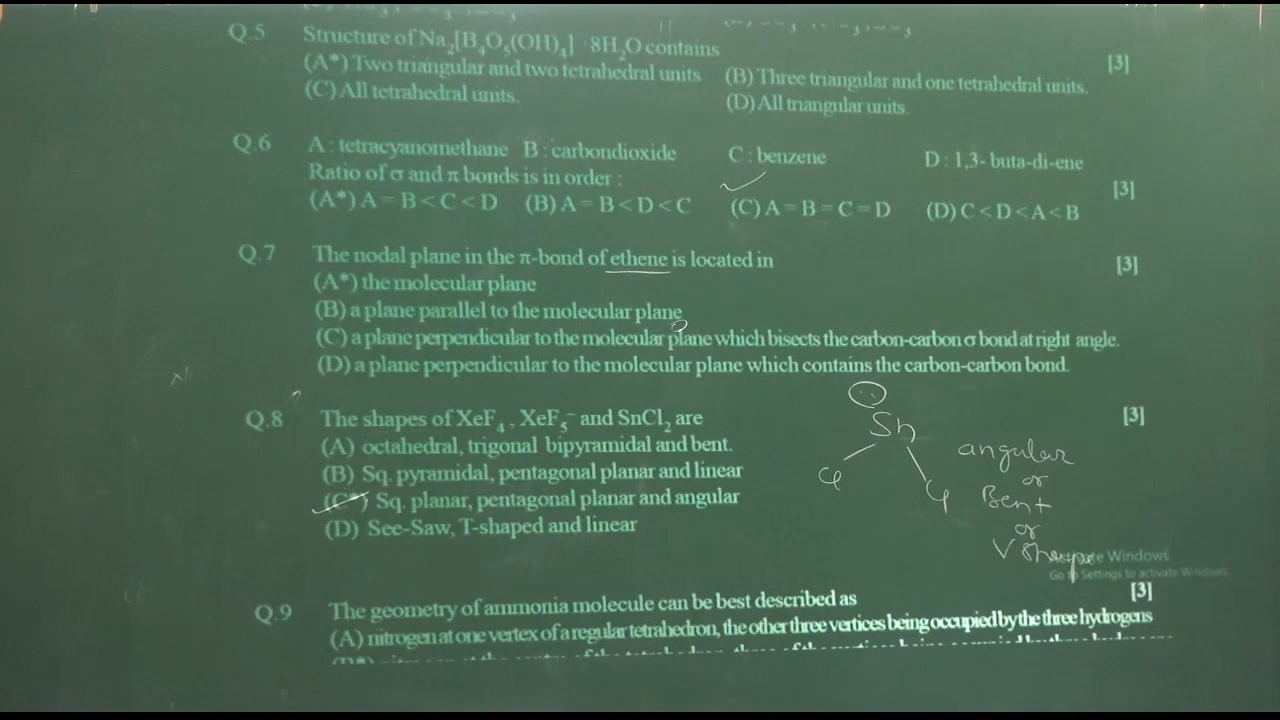 Q.5 Structure of Na₂[B₄O₅(OH)₄] ·8H₂O contains [3]
(A*) Two triangular and two tetrahedral units (B) Three triangular and one tetrahedral units.
(C) All tetrahedral units. (D) All triangular units.
Q.6 A : tetracyanomethane B : carbondioxide C : benzene D : 1,3- buta-di-ene
Ratio of σ and π bonds is in order : [3]
(A*) A = B < C < D (B) A = B < D < C (C) A = B = C = D (D) C < D < A < B
Q.7 The nodal plane in the π-bond of ethene is located in [3]
(A*) the molecular plane
(B) a plane parallel to the molecular plane
(C) a plane perpendicular to the molecular plane which bisects the carbon-carbon σ bond at right angle.
(D) a plane perpendicular to the molecular plane which contains the carbon-carbon bond.
Q.8 The shapes of XeF₄, XeF₅⁻ and SnCl₂ are [3]
(A) octahedral, trigonal bipyramidal and bent.
(B) Sq. pyramidal, pentagonal planar and linear
(C*) Sq. planar, pentagonal planar and angular
(D) See-Saw, T-shaped and linear
Sn
Cl Cl
angular
or
Bent
or
V shape
Activate Windows
Go to Settings to activate Windows.
Q.9 The geometry of ammonia molecule can be best described as [3]
(A) nitrogen at one vertex of a regular tetrahedron, the other three vertices being occupied by the three hydrogens